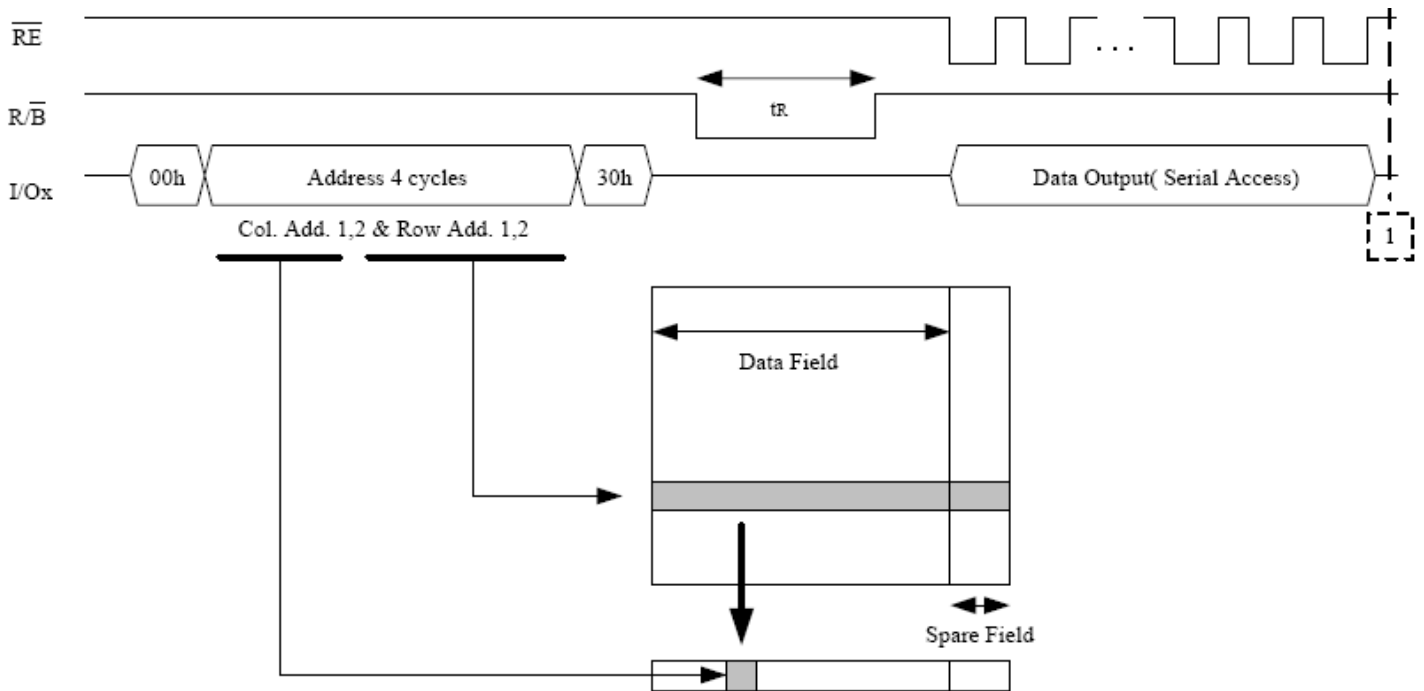 RE
R/B
tR
I/Ox
00h
Address 4 cycles
30h
Data Output( Serial Access)
Col. Add. 1,2 & Row Add. 1,2
1
Data Field
Spare Field